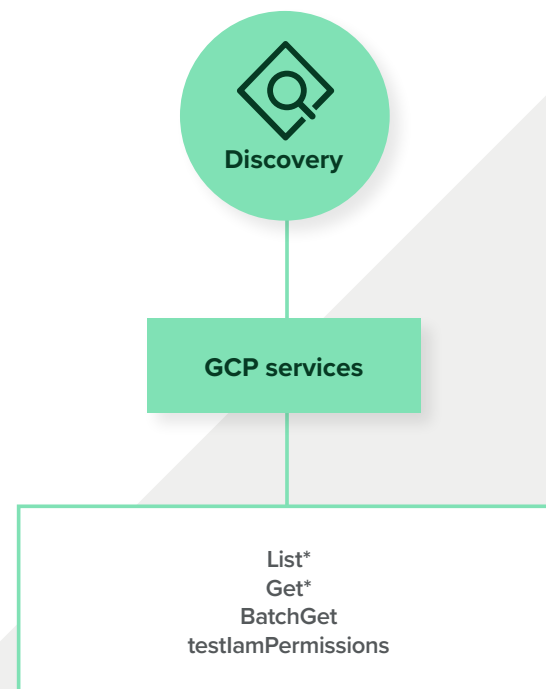 Discovery
GCP services
List*
Get*
BatchGet
testIamPermissions